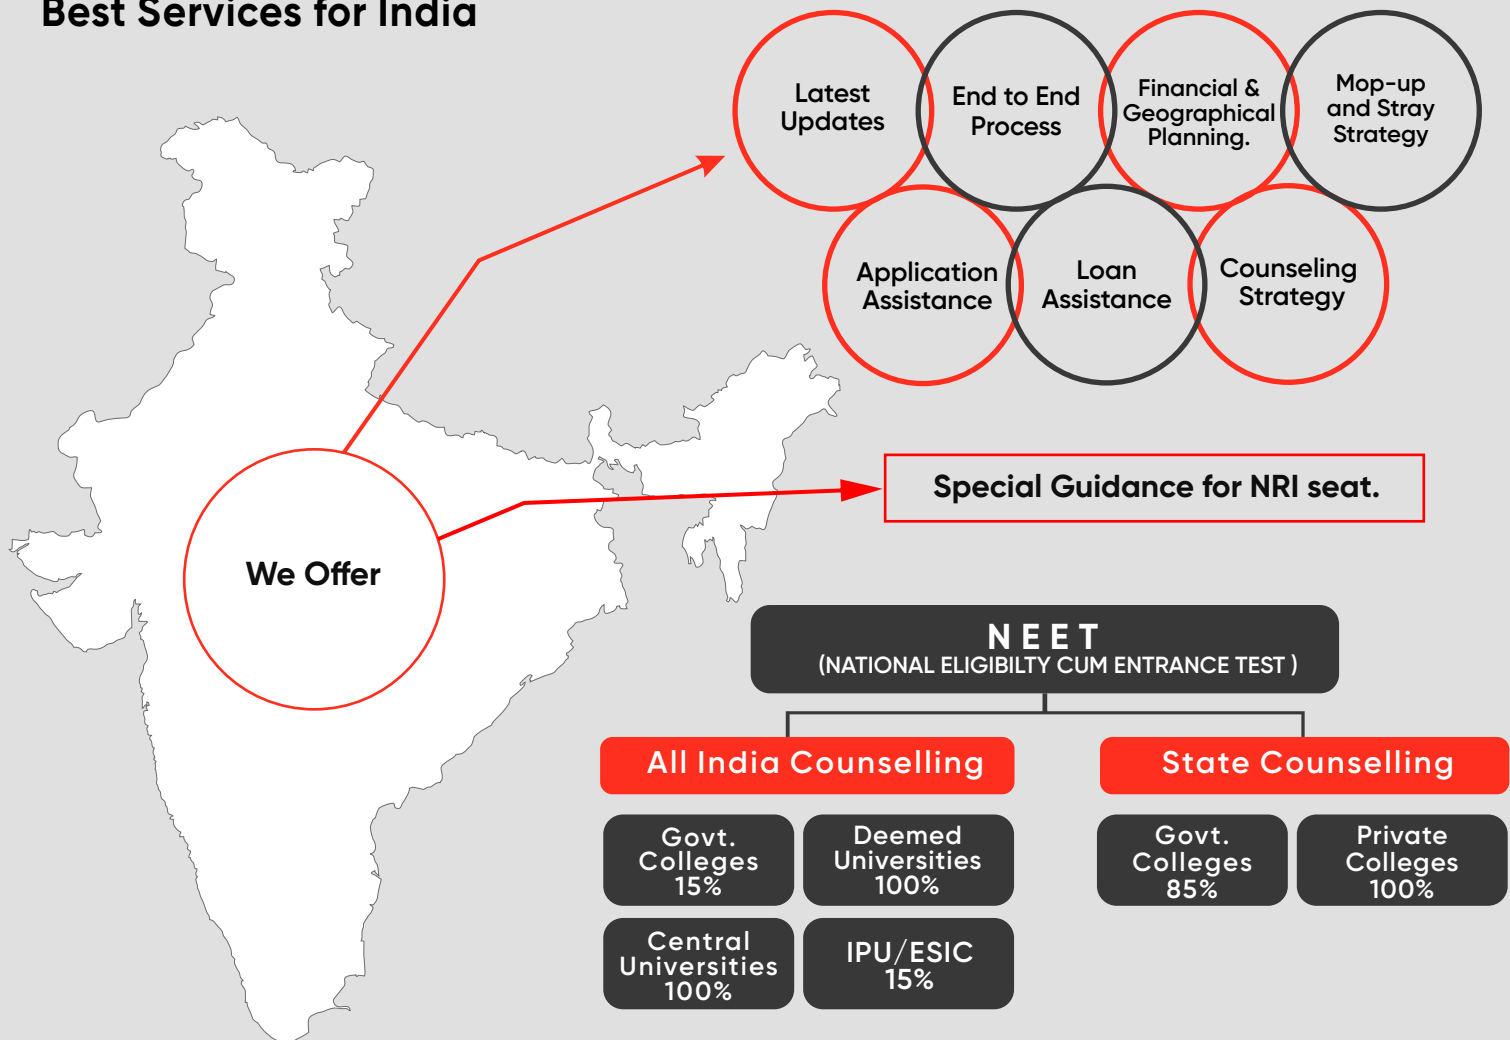 Best Services for India
Latest
Updates
End to End
Process
Financial &
Geographical
Planning.
Mop-up
and Stray
Strategy
Application
Assistance
Loan
Assistance
Counseling
Strategy
Special Guidance for NRI seat.
We Offer
NEET
(NATIONAL ELIGIBILTY CUM ENTRANCE TEST )
All India Counselling
State Counselling
Govt.
Colleges
15%
Deemed
Universities
100%
Govt.
Colleges
85%
Private
Colleges
100%
Central
Universities
100%
IPU/ESIC
15%